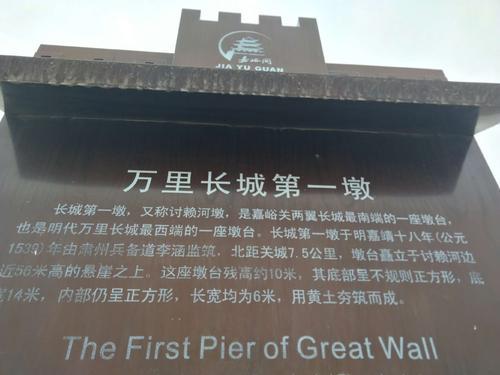 嘉峪关
JIA YU GUAN
万里长城第一墩
长城第一墩，又称讨赖河墩，是嘉峪关两翼长城最南端的一座墩台，
也是明代万里长城最西端的一座墩台。长城第一墩于明嘉靖十八年(公元
1539)年由肃州兵备道李涵监筑，北距关城7.5公里，墩台矗立于讨赖河边
近56米高的悬崖之上。这座墩台残高约10米，其底部呈不规则正方形，底
宽14米，内部仍呈正方形，长宽均为6米，用黄土夯筑而成。
The First Pier of Great Wall